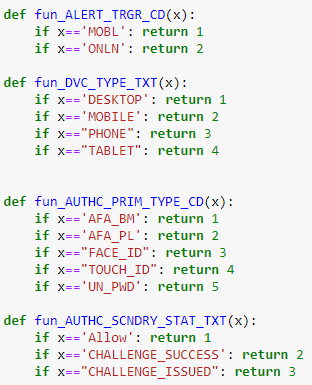 def fun_ALERT_TRGR_CD(x):
    if x=='MOBL': return 1
    if x=='ONLN': return 2
def fun_DVC_TYPE_TXT(x):
    if x=='DESKTOP': return 1
    if x=='MOBILE': return 2
    if x=="PHONE": return 3
    if x=="TABLET": return 4
def fun_AUTHC_PRIM_TYPE_CD(x):
    if x=='AFA_BM': return 1
    if x=='AFA_PL': return 2
    if x=="FACE_ID": return 3
    if x=="TOUCH_ID": return 4
    if x=='UN_PWD': return 5
def fun_AUTHC_SCNDRY_STAT_TXT(x):
    if x=='Allow': return 1
    if x=='CHALLENGE_SUCCESS': return 2
    if x=="CHALLENGE_ISSUED": return 3